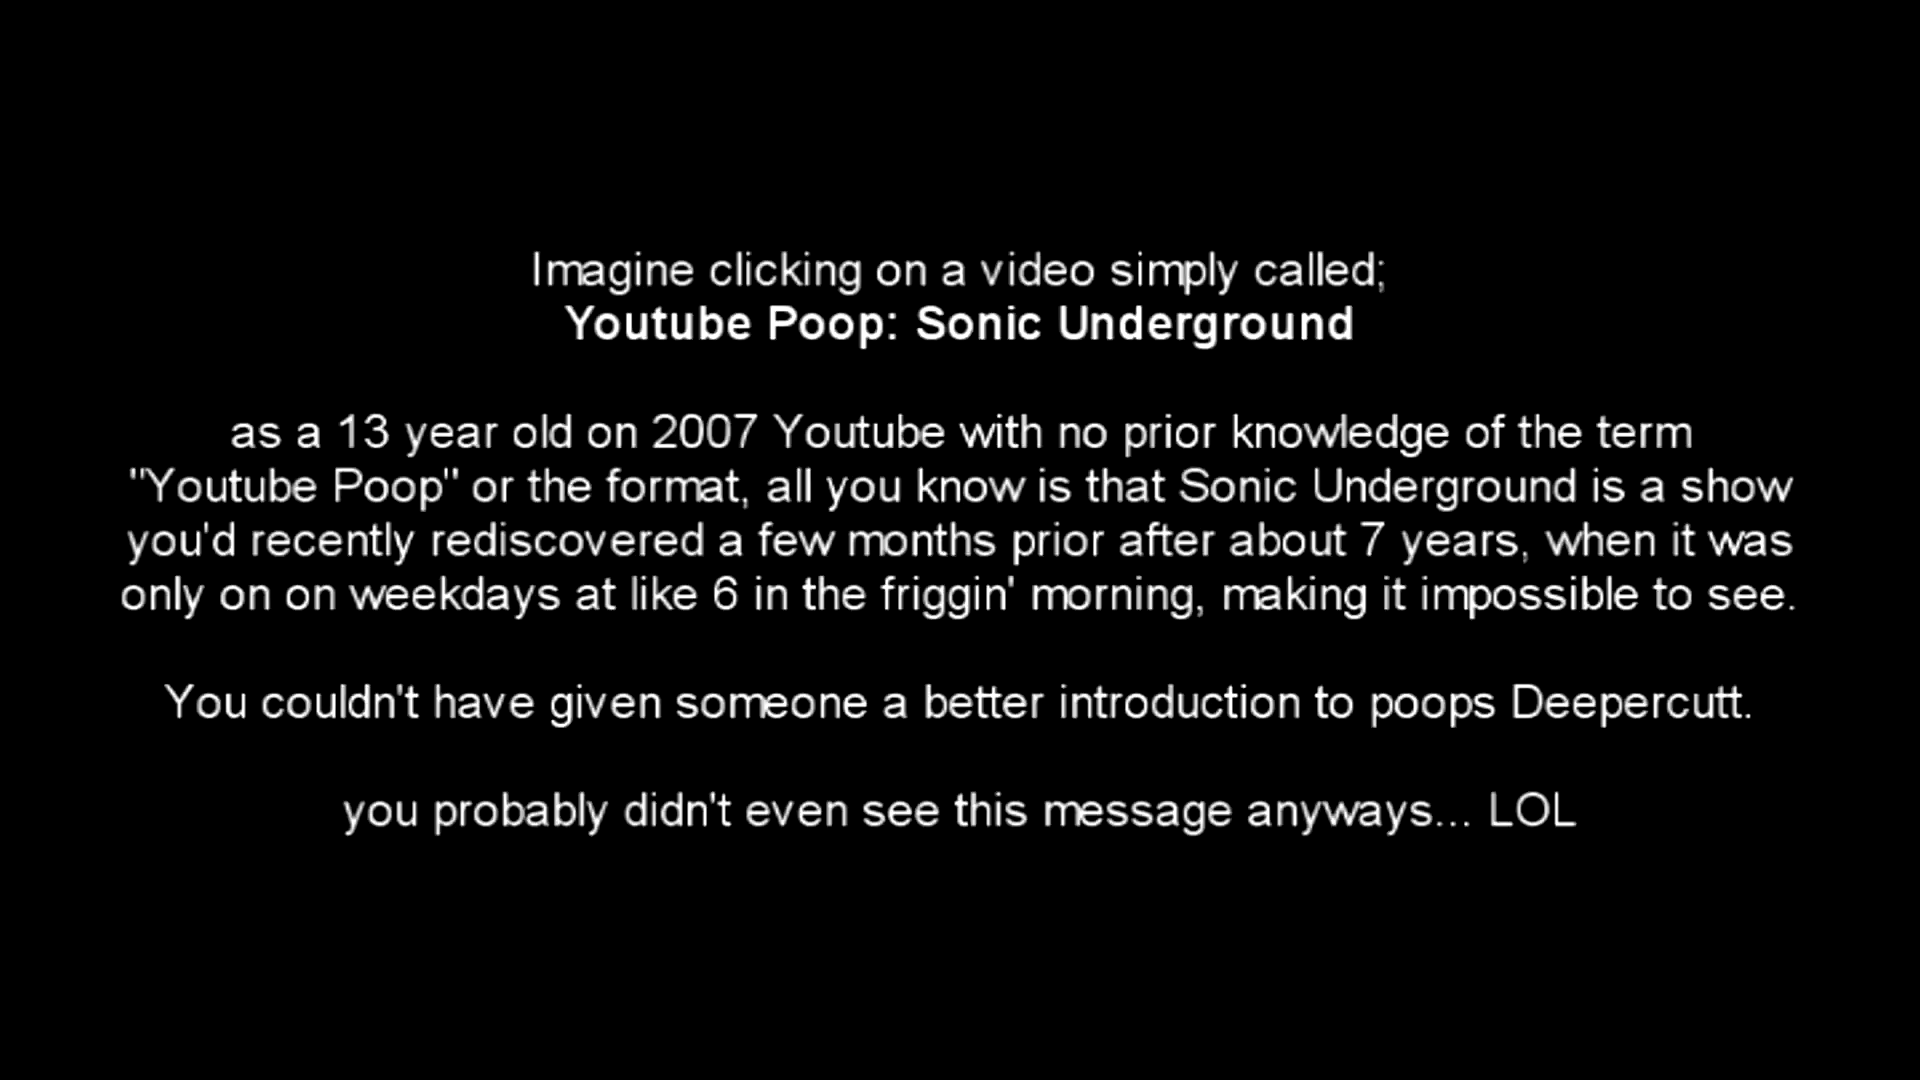 Imagine clicking on a video simply called;
Youtube Poop: Sonic Underground
as a 13 year old on 2007 Youtube with no prior knowledge of the term
"Youtube Poop" or the format, all you know is that Sonic Underground is a show
you'd recently rediscovered a few months prior after about 7 years, when it was
only on on weekdays at like 6 in the friggin' morning, making it impossible to see.
You couldn't have given someone a better introduction to poops Deepercutt.
you probably didn't even see this message anyways... LOL